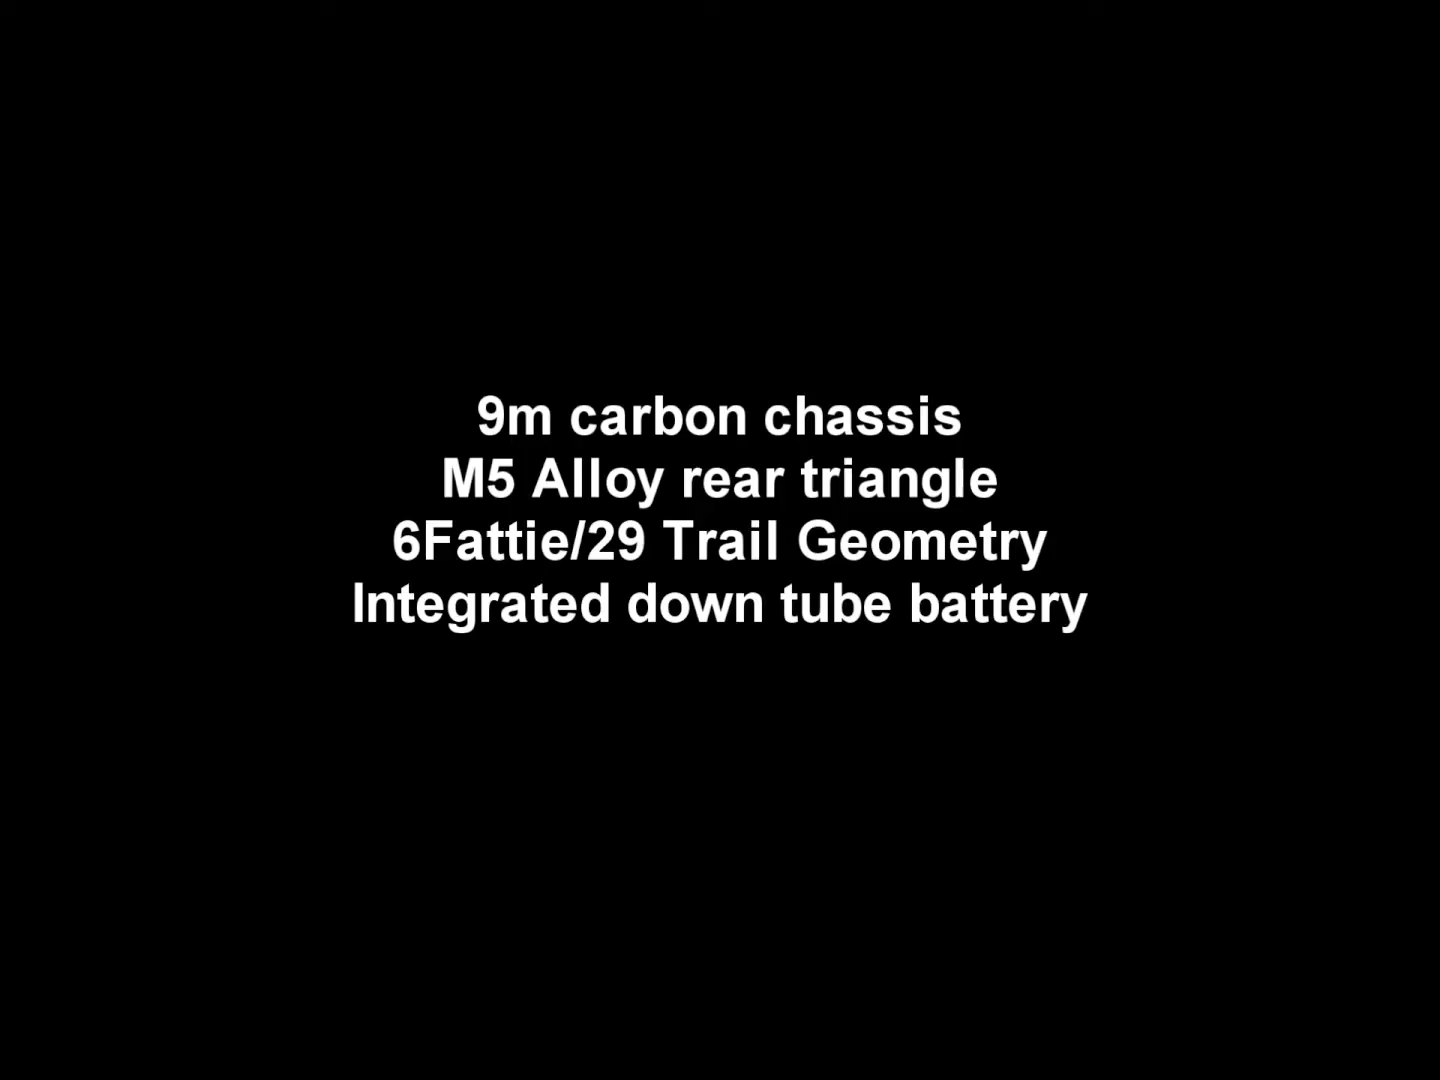 9m carbon chassis
M5 Alloy rear triangle
6Fattie/29 Trail Geometry
Integrated down tube battery